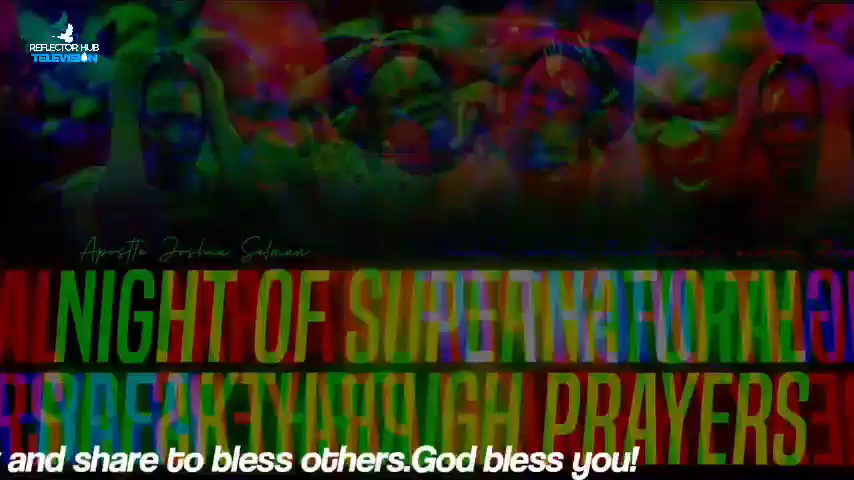 REFLECTOR HUB
TELEVISION
Apostle Joshua Selman
NIGHT OF SUPERNATURAL
PRAYERS
and share to bless others.God bless you!